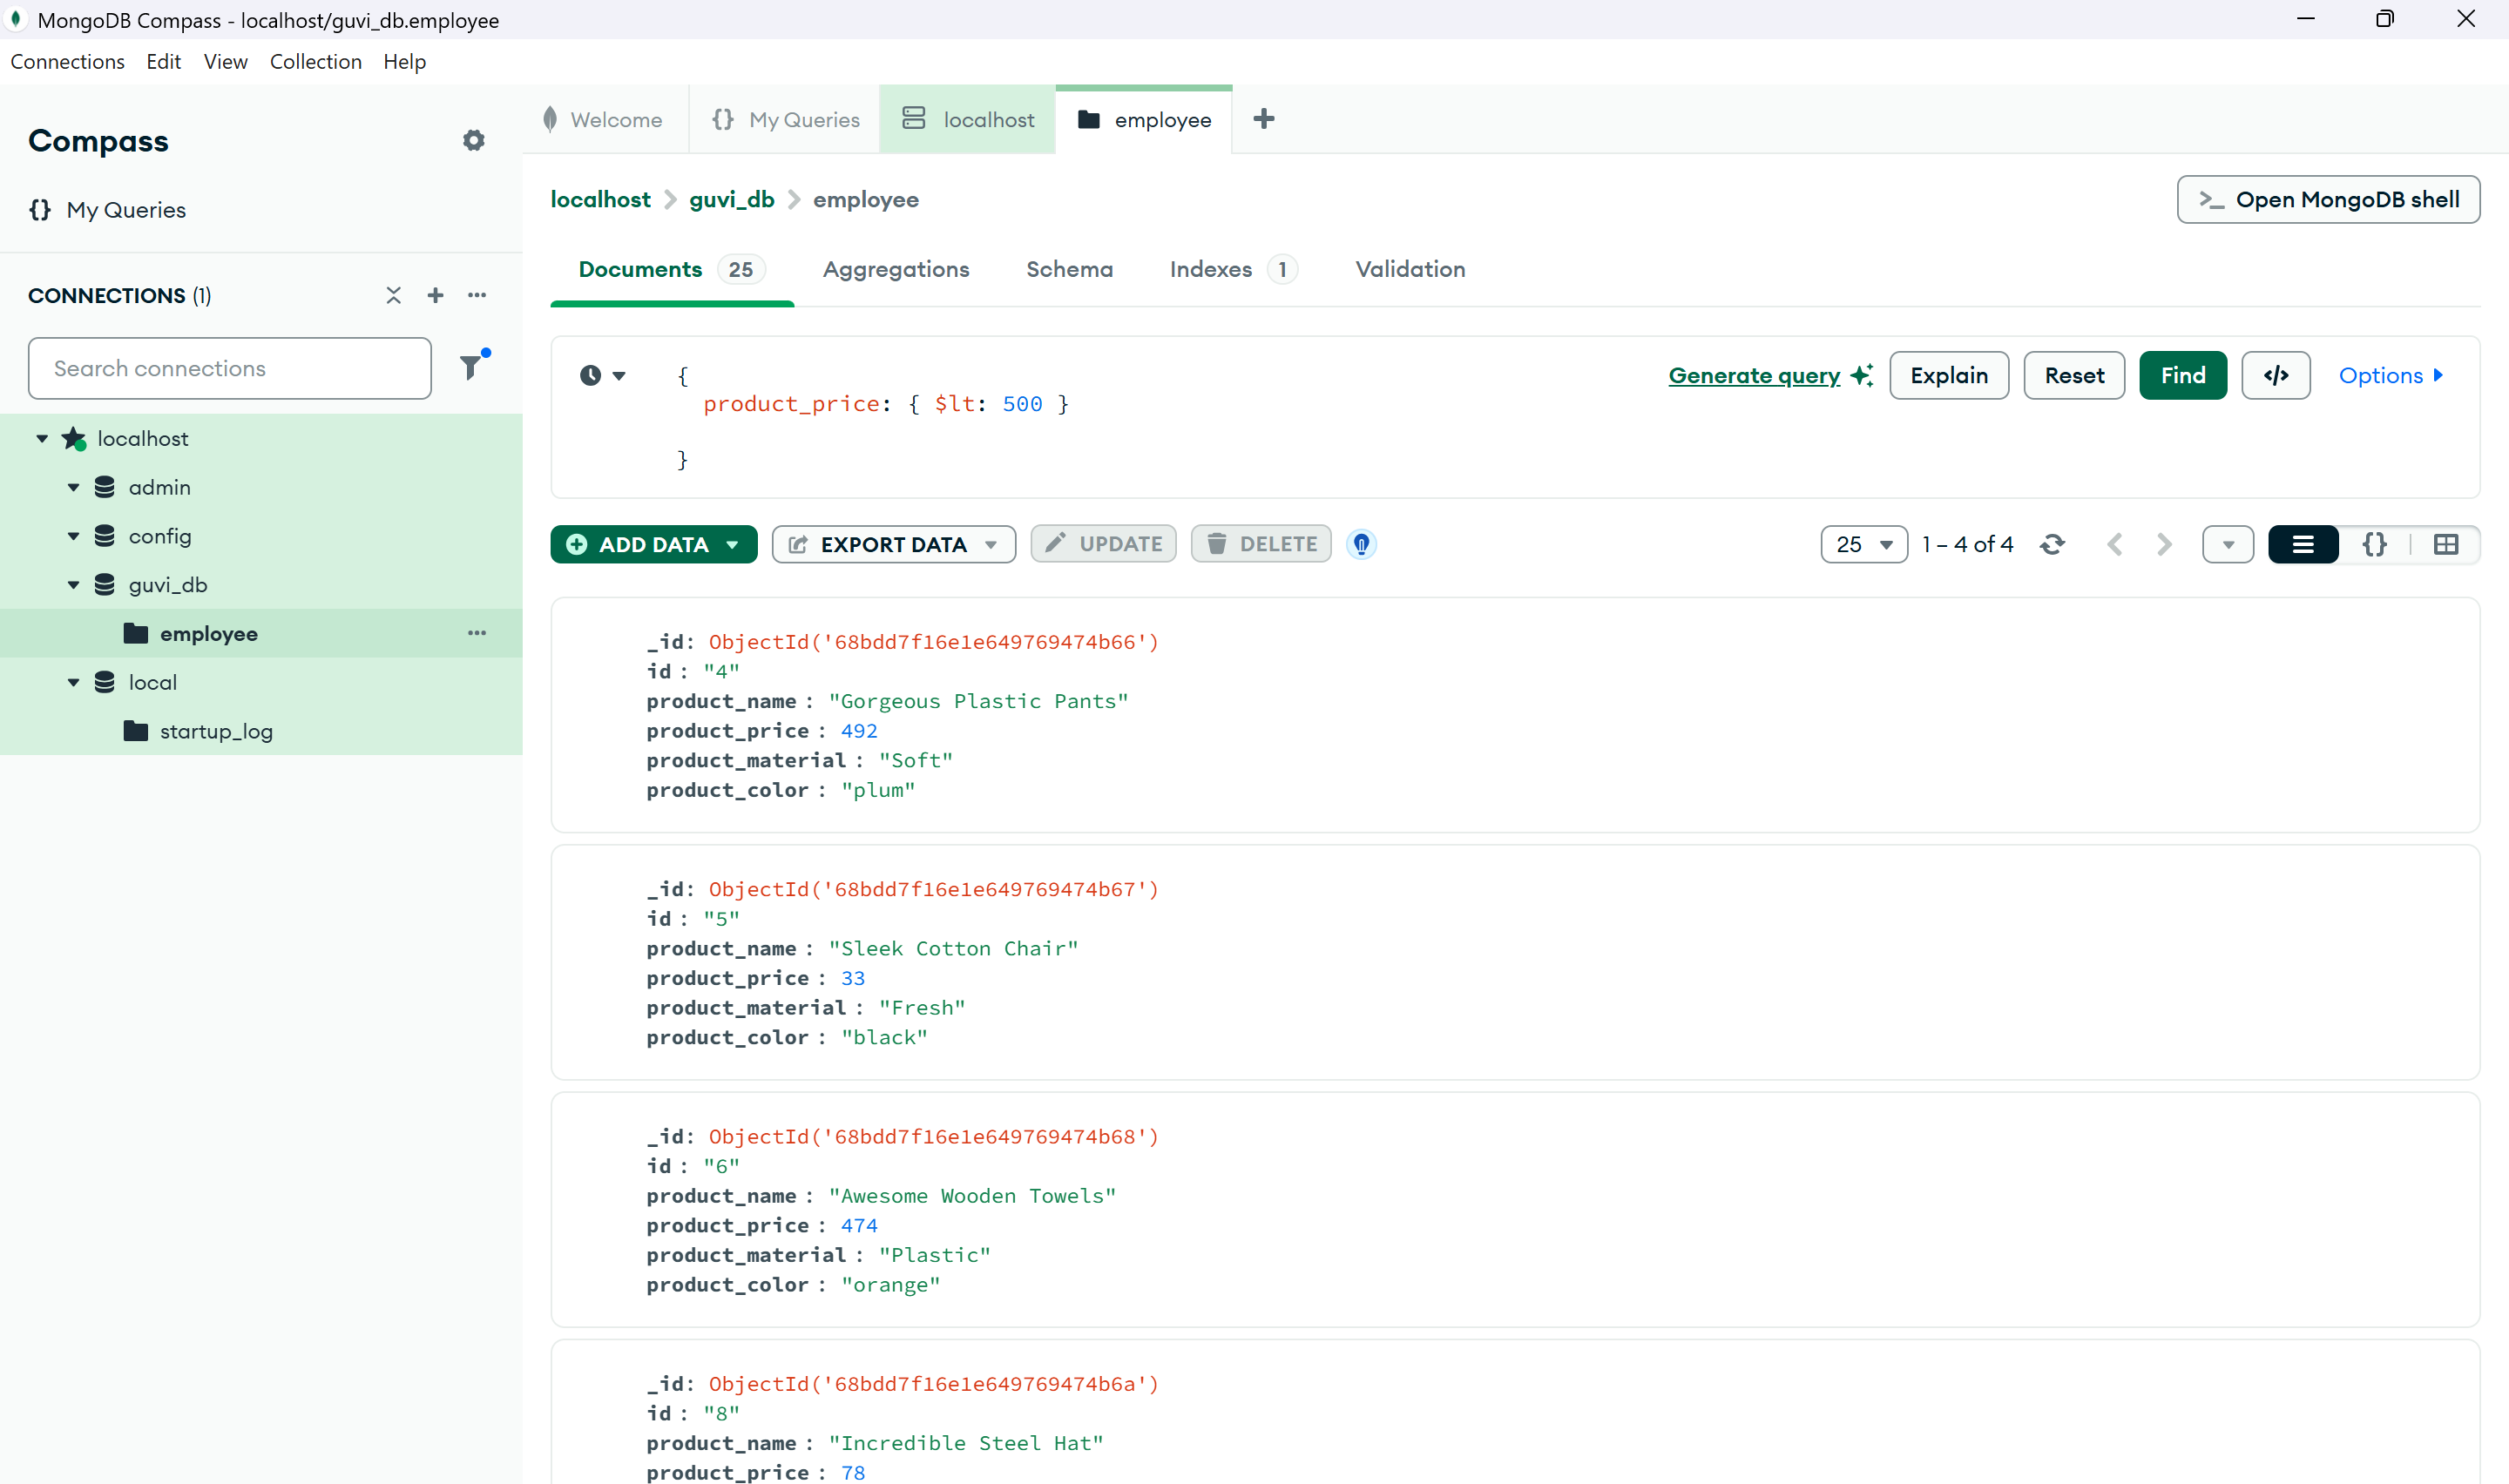 MongoDB Compass - localhost/guvi_db.employee
Connections Edit View Collection Help
Compass
My Queries
CONNECTIONS (1)
Search connections
localhost
admin
config
guvi_db
employee
local
startup_log
Welcome
{} My Queries
localhost
employee
localhost > guvi_db > employee
>_ Open MongoDB shell
Documents 25 Aggregations Schema Indexes 1 Validation
{
product_price: { $lt: 500 }
}
Generate query Explain Reset Find </> Options
ADD DATA EXPORT DATA UPDATE DELETE 25 1 – 4 of 4 {}
_id: ObjectId('68bdd7f16e1e649769474b66')
id : "4"
product_name : "Gorgeous Plastic Pants"
product_price : 492
product_material : "Soft"
product_color : "plum"
_id: ObjectId('68bdd7f16e1e649769474b67')
id : "5"
product_name : "Sleek Cotton Chair"
product_price : 33
product_material : "Fresh"
product_color : "black"
_id: ObjectId('68bdd7f16e1e649769474b68')
id : "6"
product_name : "Awesome Wooden Towels"
product_price : 474
product_material : "Plastic"
product_color : "orange"
_id: ObjectId('68bdd7f16e1e649769474b6a')
id : "8"
product_name : "Incredible Steel Hat"
product_price : 78